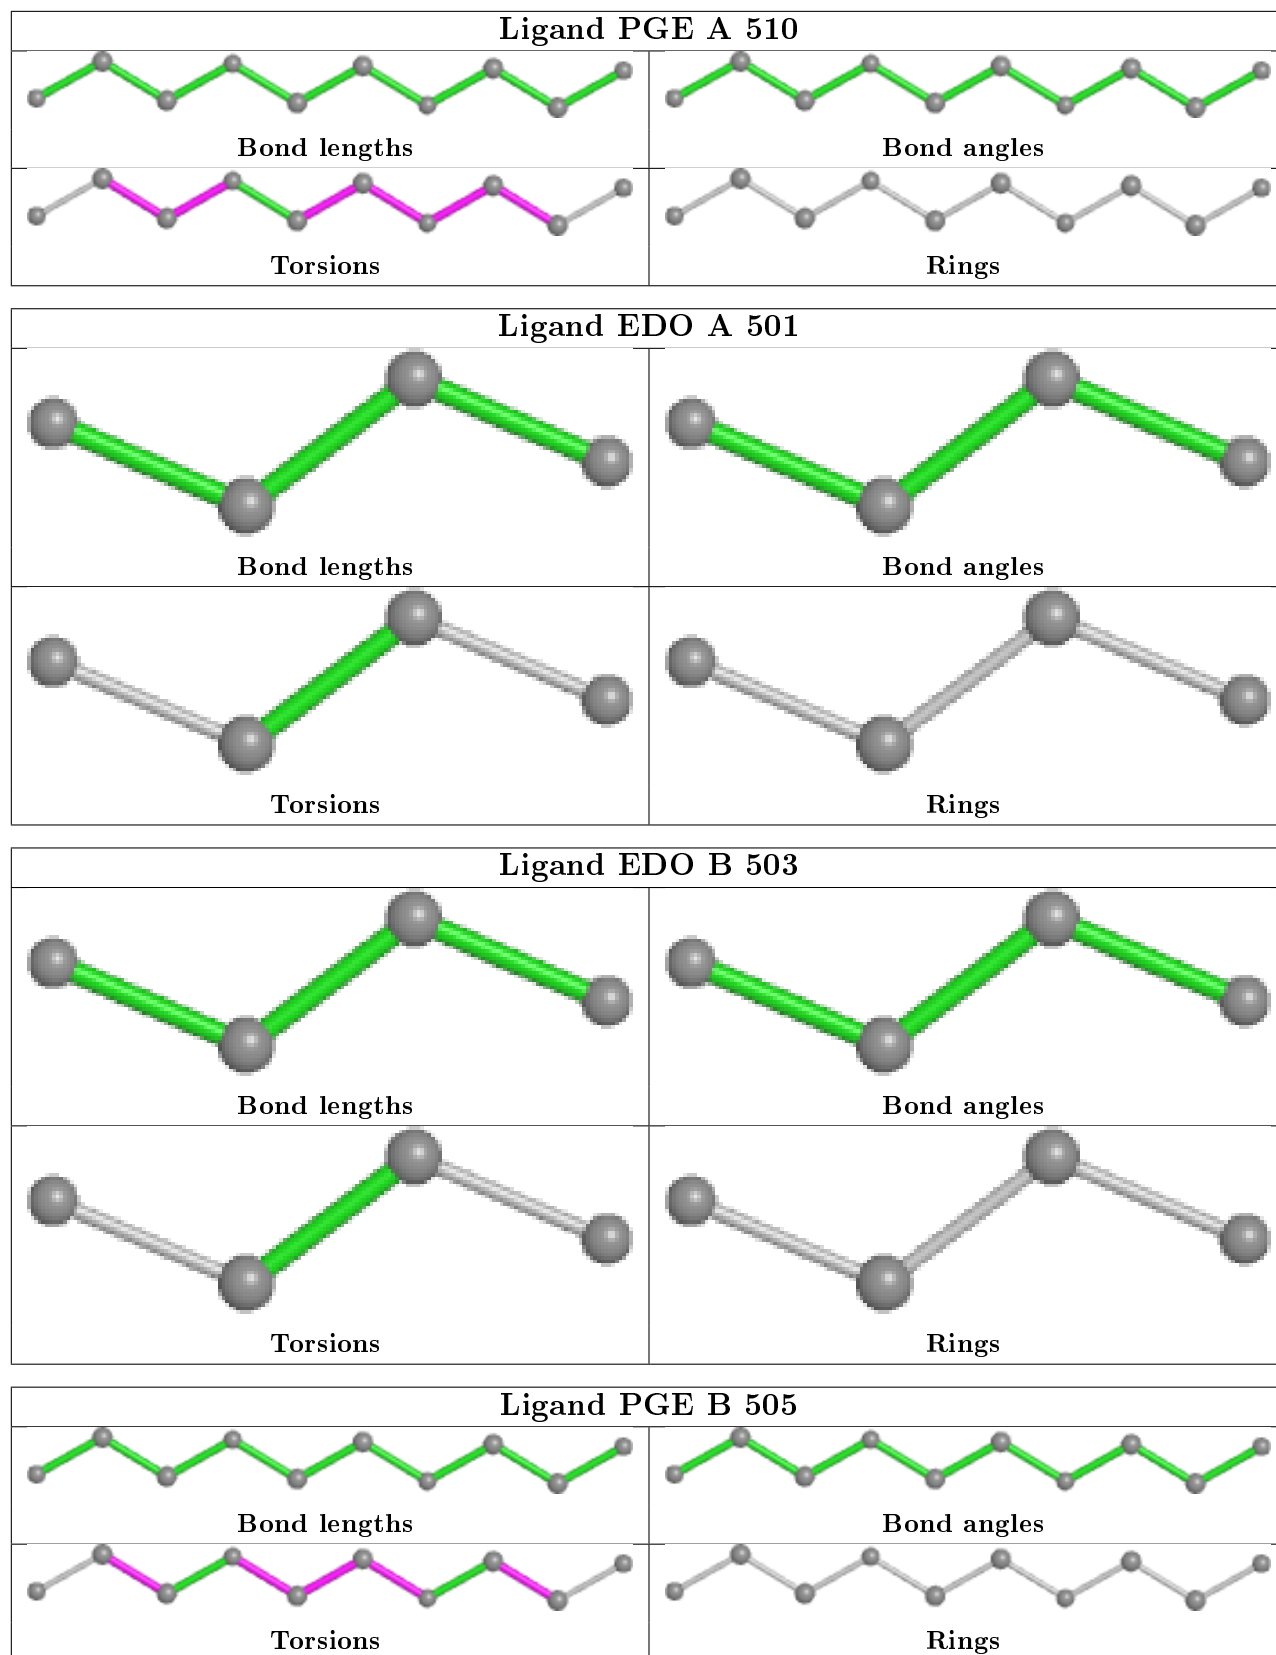 Ligand PGE A 510
Bond lengths
Bond angles
Torsions
Rings
Ligand EDO A 501
Bond lengths
Bond angles
Torsions
Rings
Ligand EDO B 503
Bond lengths
Bond angles
Torsions
Rings
Ligand PGE B 505
Bond lengths
Bond angles
Torsions
Rings